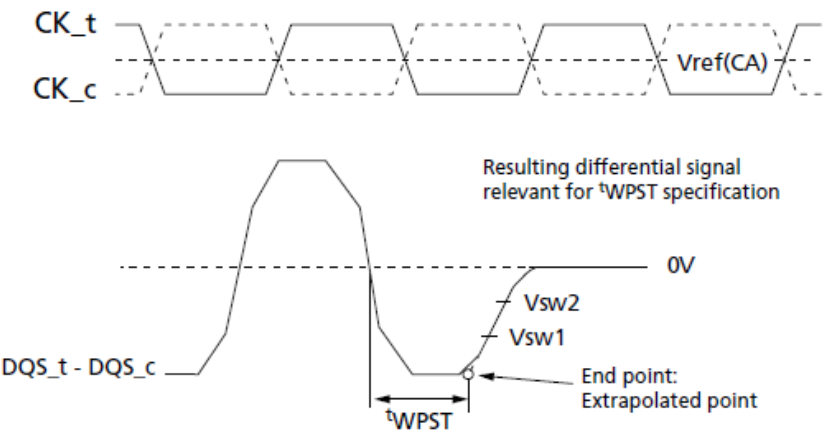 CK_t
Vref(CA)
CK_c
Resulting differential signal
relevant for tWPST specification
0V
Vsw2
Vsw1
DQS_t - DQS_c
End point:
Extrapolated point
tWPST